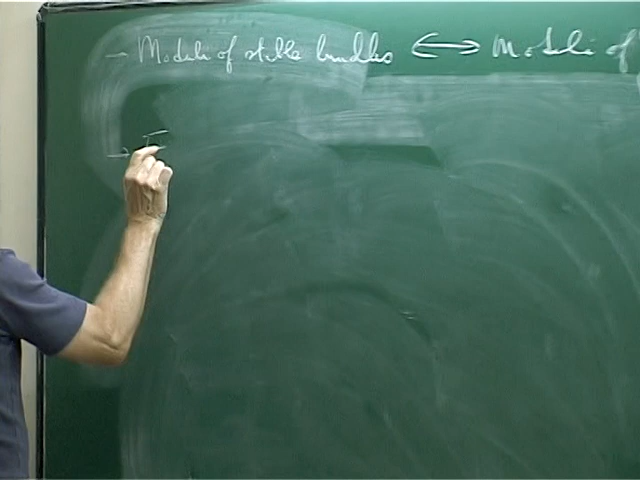 – Moduli of stable bundles ⟷ Moduli of